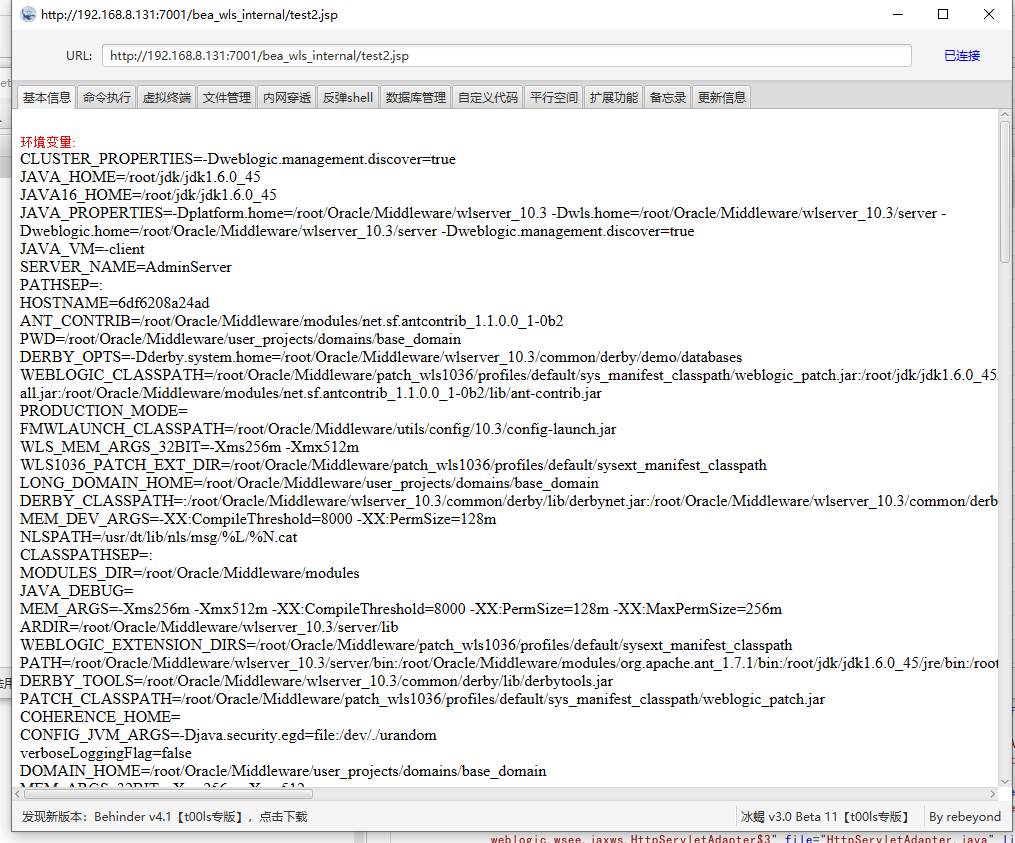 http://192.168.8.131:7001/bea_wls_internal/test2.jsp
URL: http://192.168.8.131:7001/bea_wls_internal/test2.jsp 已连接
基本信息 命令执行 虚拟终端 文件管理 内网穿透 反弹shell 数据库管理 自定义代码 平行空间 扩展功能 备忘录 更新信息
环境变量:
CLUSTER_PROPERTIES=-Dweblogic.management.discover=true
JAVA_HOME=/root/jdk/jdk1.6.0_45
JAVA16_HOME=/root/jdk/jdk1.6.0_45
JAVA_PROPERTIES=-Dplatform.home=/root/Oracle/Middleware/wlserver_10.3 -Dwls.home=/root/Oracle/Middleware/wlserver_10.3/server -
Dweblogic.home=/root/Oracle/Middleware/wlserver_10.3/server -Dweblogic.management.discover=true
JAVA_VM=-client
SERVER_NAME=AdminServer
PATHSEP=:
HOSTNAME=6df6208a24ad
ANT_CONTRIB=/root/Oracle/Middleware/modules/net.sf.antcontrib_1.1.0.0_1-0b2
PWD=/root/Oracle/Middleware/user_projects/domains/base_domain
DERBY_OPTS=-Dderby.system.home=/root/Oracle/Middleware/wlserver_10.3/common/derby/demo/databases
WEBLOGIC_CLASSPATH=/root/Oracle/Middleware/patch_wls1036/profiles/default/sys_manifest_classpath/weblogic_patch.jar:/root/jdk/jdk1.6.0_45
all.jar:/root/Oracle/Middleware/modules/net.sf.antcontrib_1.1.0.0_1-0b2/lib/ant-contrib.jar
PRODUCTION_MODE=
FMWLAUNCH_CLASSPATH=/root/Oracle/Middleware/utils/config/10.3/config-launch.jar
WLS_MEM_ARGS_32BIT=-Xms256m -Xmx512m
WLS1036_PATCH_EXT_DIR=/root/Oracle/Middleware/patch_wls1036/profiles/default/sysext_manifest_classpath
LONG_DOMAIN_HOME=/root/Oracle/Middleware/user_projects/domains/base_domain
DERBY_CLASSPATH=:/root/Oracle/Middleware/wlserver_10.3/common/derby/lib/derbynet.jar:/root/Oracle/Middleware/wlserver_10.3/common/derb
MEM_DEV_ARGS=-XX:CompileThreshold=8000 -XX:PermSize=128m
NLSPATH=/usr/dt/lib/nls/msg/%L/%N.cat
CLASSPATHSEP=:
MODULES_DIR=/root/Oracle/Middleware/modules
JAVA_DEBUG=
MEM_ARGS=-Xms256m -Xmx512m -XX:CompileThreshold=8000 -XX:PermSize=128m -XX:MaxPermSize=256m
ARDIR=/root/Oracle/Middleware/wlserver_10.3/server/lib
WEBLOGIC_EXTENSION_DIRS=/root/Oracle/Middleware/patch_wls1036/profiles/default/sysext_manifest_classpath
PATH=/root/Oracle/Middleware/wlserver_10.3/server/bin:/root/Oracle/Middleware/modules/org.apache.ant_1.7.1/bin:/root/jdk/jdk1.6.0_45/jre/bin:/root
DERBY_TOOLS=/root/Oracle/Middleware/wlserver_10.3/common/derby/lib/derbytools.jar
PATCH_CLASSPATH=/root/Oracle/Middleware/patch_wls1036/profiles/default/sys_manifest_classpath/weblogic_patch.jar
COHERENCE_HOME=
CONFIG_JVM_ARGS=-Djava.security.egd=file:/dev/./urandom
verboseLoggingFlag=false
DOMAIN_HOME=/root/Oracle/Middleware/user_projects/domains/base_domain
发现新版本：Behinder v4.1【t00ls专版】，点击下载 冰蝎 v3.0 Beta 11【t00ls专版】 By rebeyond
weblogic.wsee.jaxws.HttpServletAdapter$3" file="HttpServletAdapter.java" li